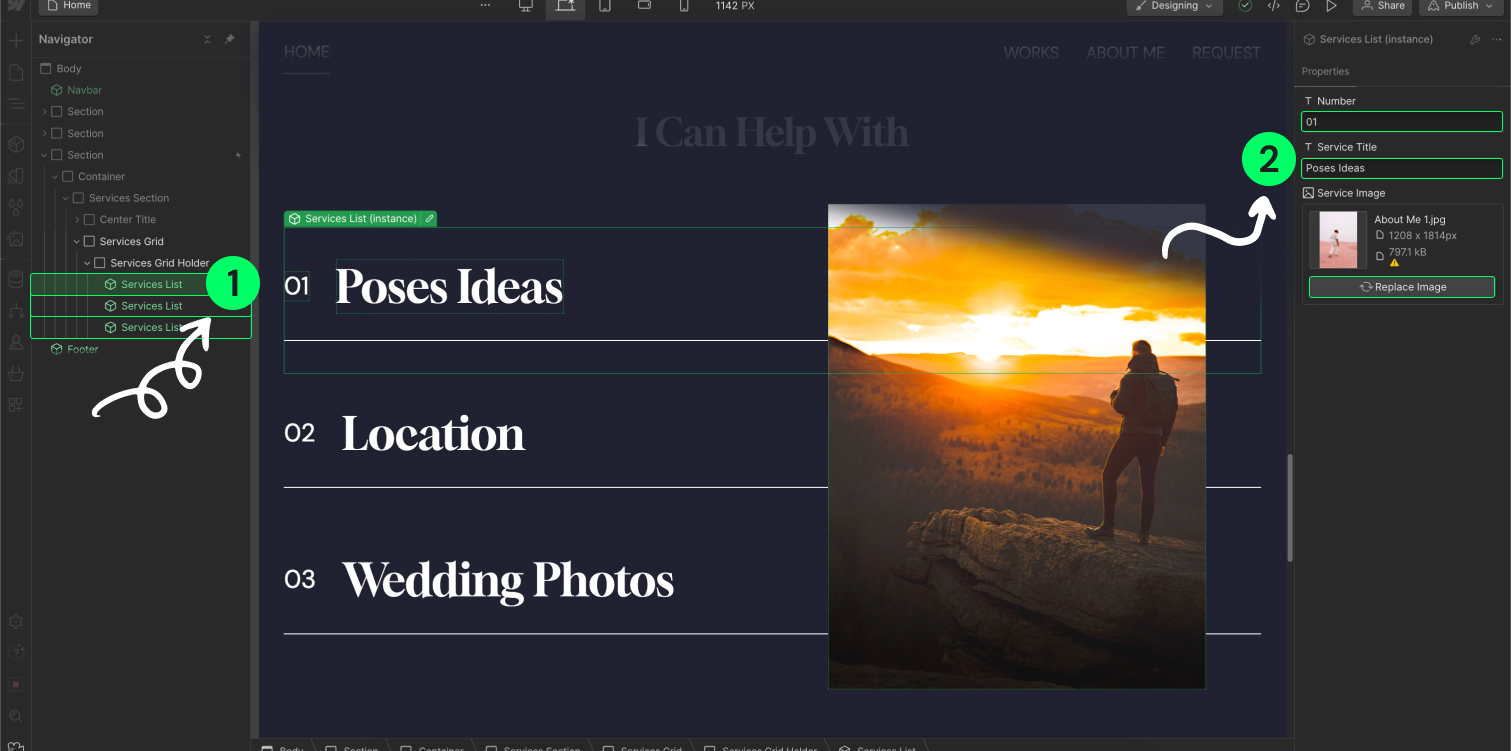 Home
1142 PX
Designing
Share
Publish
Navigator
Body
Navbar
Section
Section
Section
Container
Services Section
Center Title
Services Grid
Services Grid Holder
Services List
Services List
Services List
Footer
1
HOME
WORKS
ABOUT ME
REQUEST
I Can Help With
Services List (instance)
01
Poses Ideas
02
Location
03
Wedding Photos
2
Services List (instance)
Properties
Number
01
Service Title
Poses Ideas
Service Image
About Me 1.jpg
1208 x 1814px
797.1 kB
Replace Image
Body
Section
Container
Services Section
Services Grid
Services Grid Holder
Services List